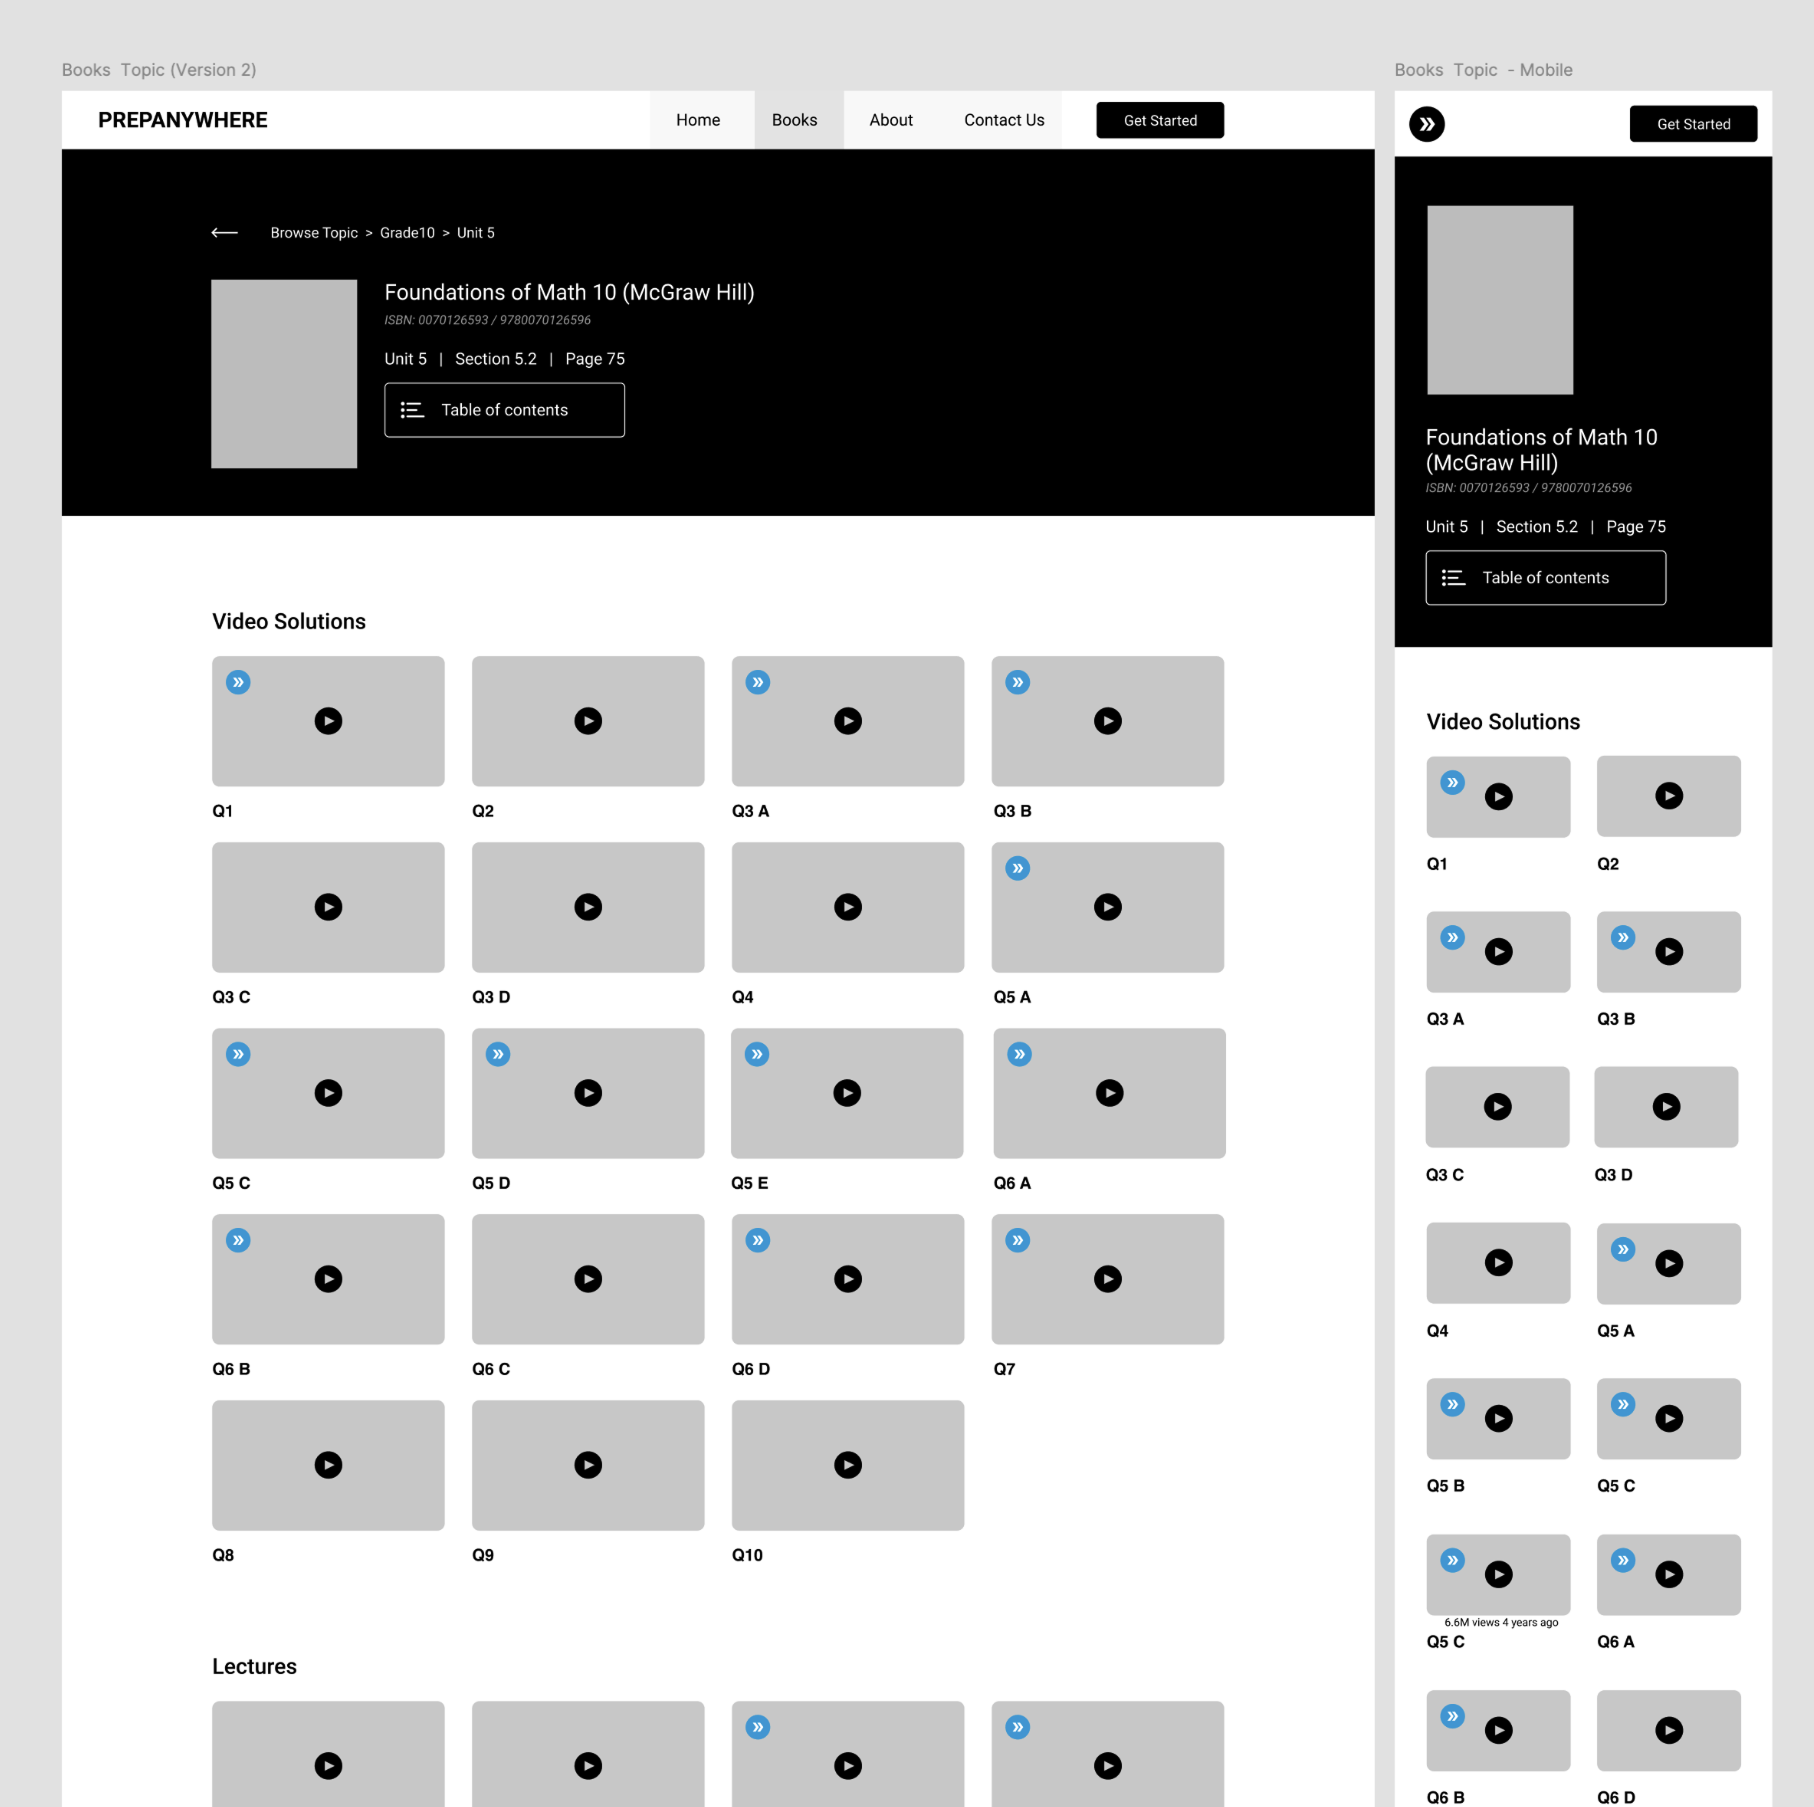 Books Topic (Version 2)
PREPANYWHERE
Home
Books
About
Contact Us
Get Started
Browse Topic > Grade10 > Unit 5
Foundations of Math 10 (McGraw Hill)
ISBN: 0070126593 / 9780070126596
Unit 5 | Section 5.2 | Page 75
Table of contents
Video Solutions
Q1
Q2
Q3 A
Q3 B
Q3 C
Q3 D
Q4
Q5 A
Q5 C
Q5 D
Q5 E
Q6 A
Q6 B
Q6 C
Q6 D
Q7
Q8
Q9
Q10
Lectures
Books Topic - Mobile
Get Started
Foundations of Math 10
(McGraw Hill)
ISBN: 0070126593 / 9780070126596
Unit 5 | Section 5.2 | Page 75
Table of contents
Video Solutions
Q1
Q2
Q3 A
Q3 B
Q3 C
Q3 D
Q4
Q5 A
Q5 B
Q5 C
6.6M views 4 years ago
Q5 C
Q6 A
Q6 B
Q6 D